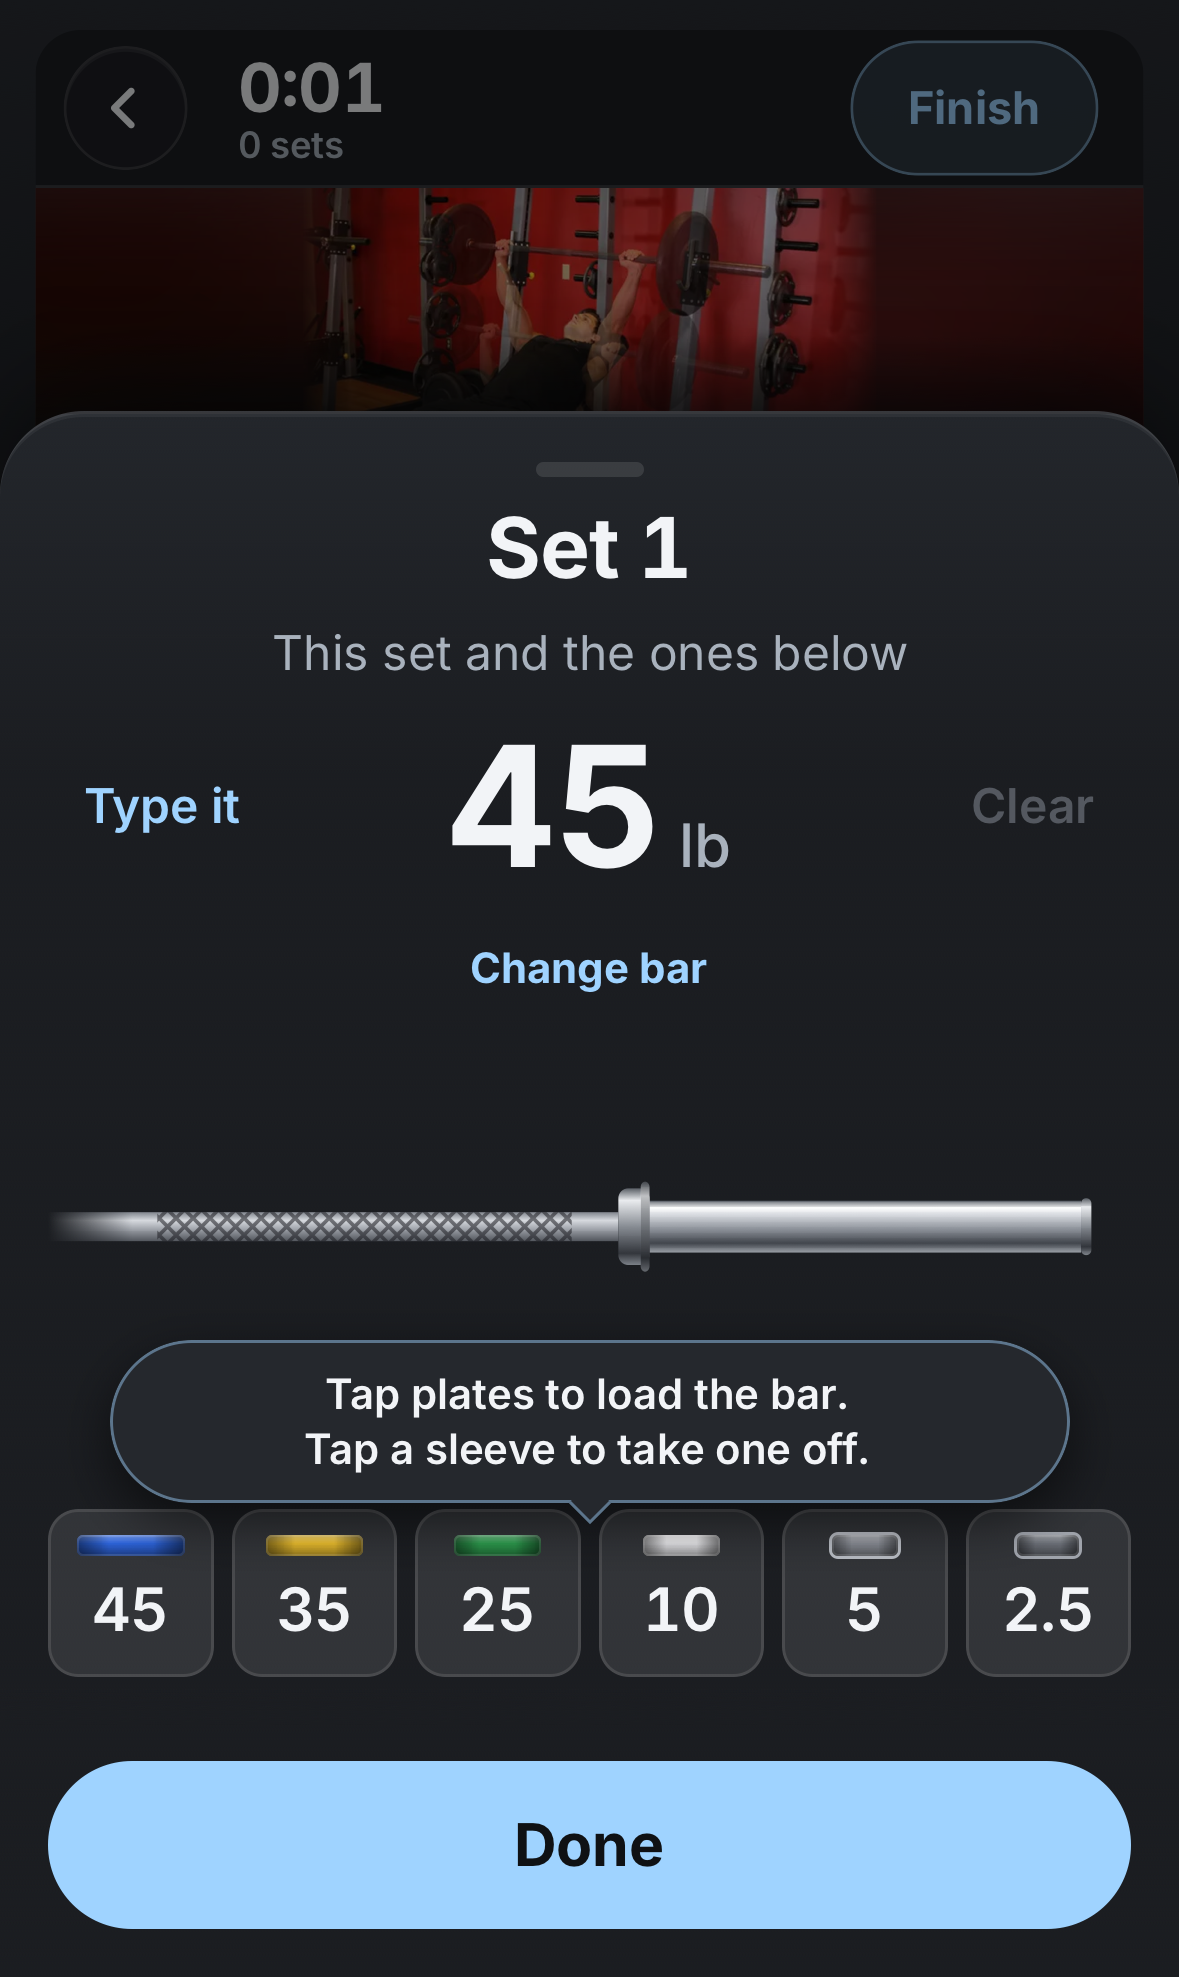 0:01
0 sets
Finish
Set 1
This set and the ones below
Type it
45 lb
Clear
Change bar
Tap plates to load the bar.
Tap a sleeve to take one off.
45
35
25
10
5
2.5
Done